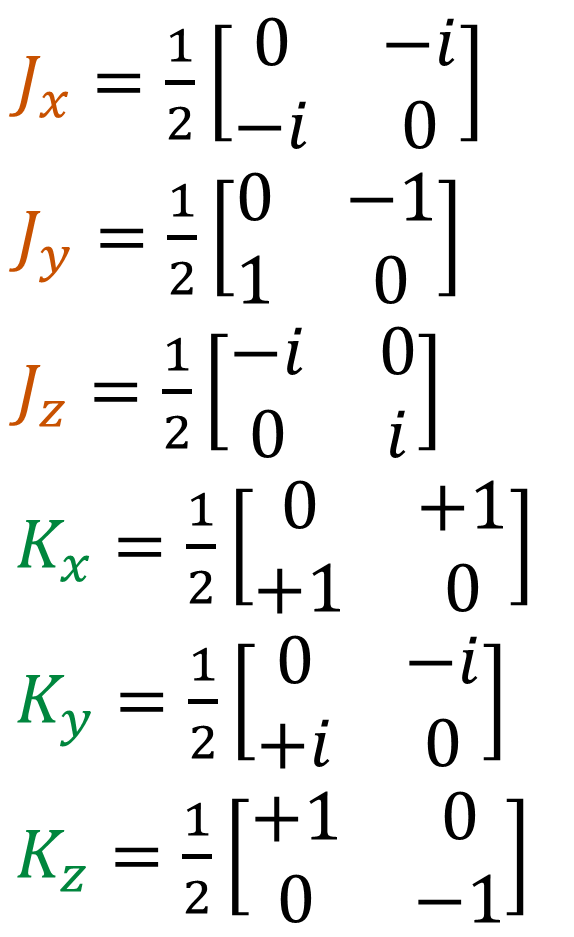 J_x = 1/2 [0 −i; −i 0]
J_y = 1/2 [0 −1; 1 0]
J_z = 1/2 [−i 0; 0 i]
K_x = 1/2 [0 +1; +1 0]
K_y = 1/2 [0 −i; +i 0]
K_z = 1/2 [+1 0; 0 −1]